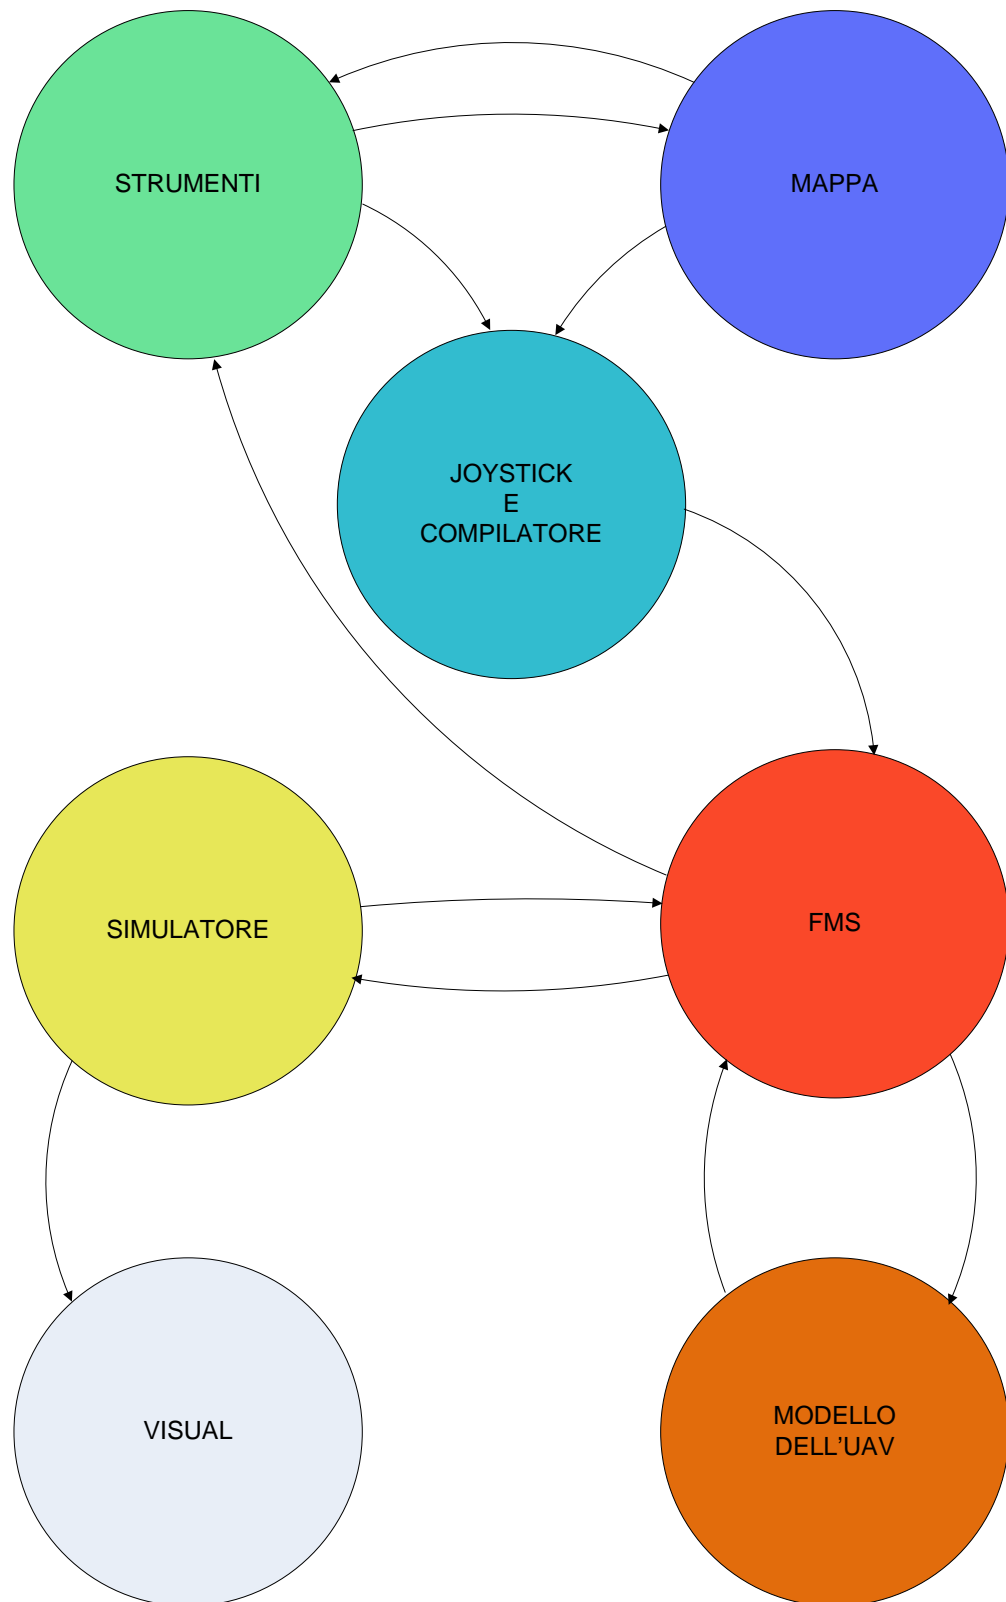 STRUMENTI
MAPPA
JOYSTICK
E
COMPILATORE
SIMULATORE
FMS
VISUAL
MODELLO
DELL’UAV